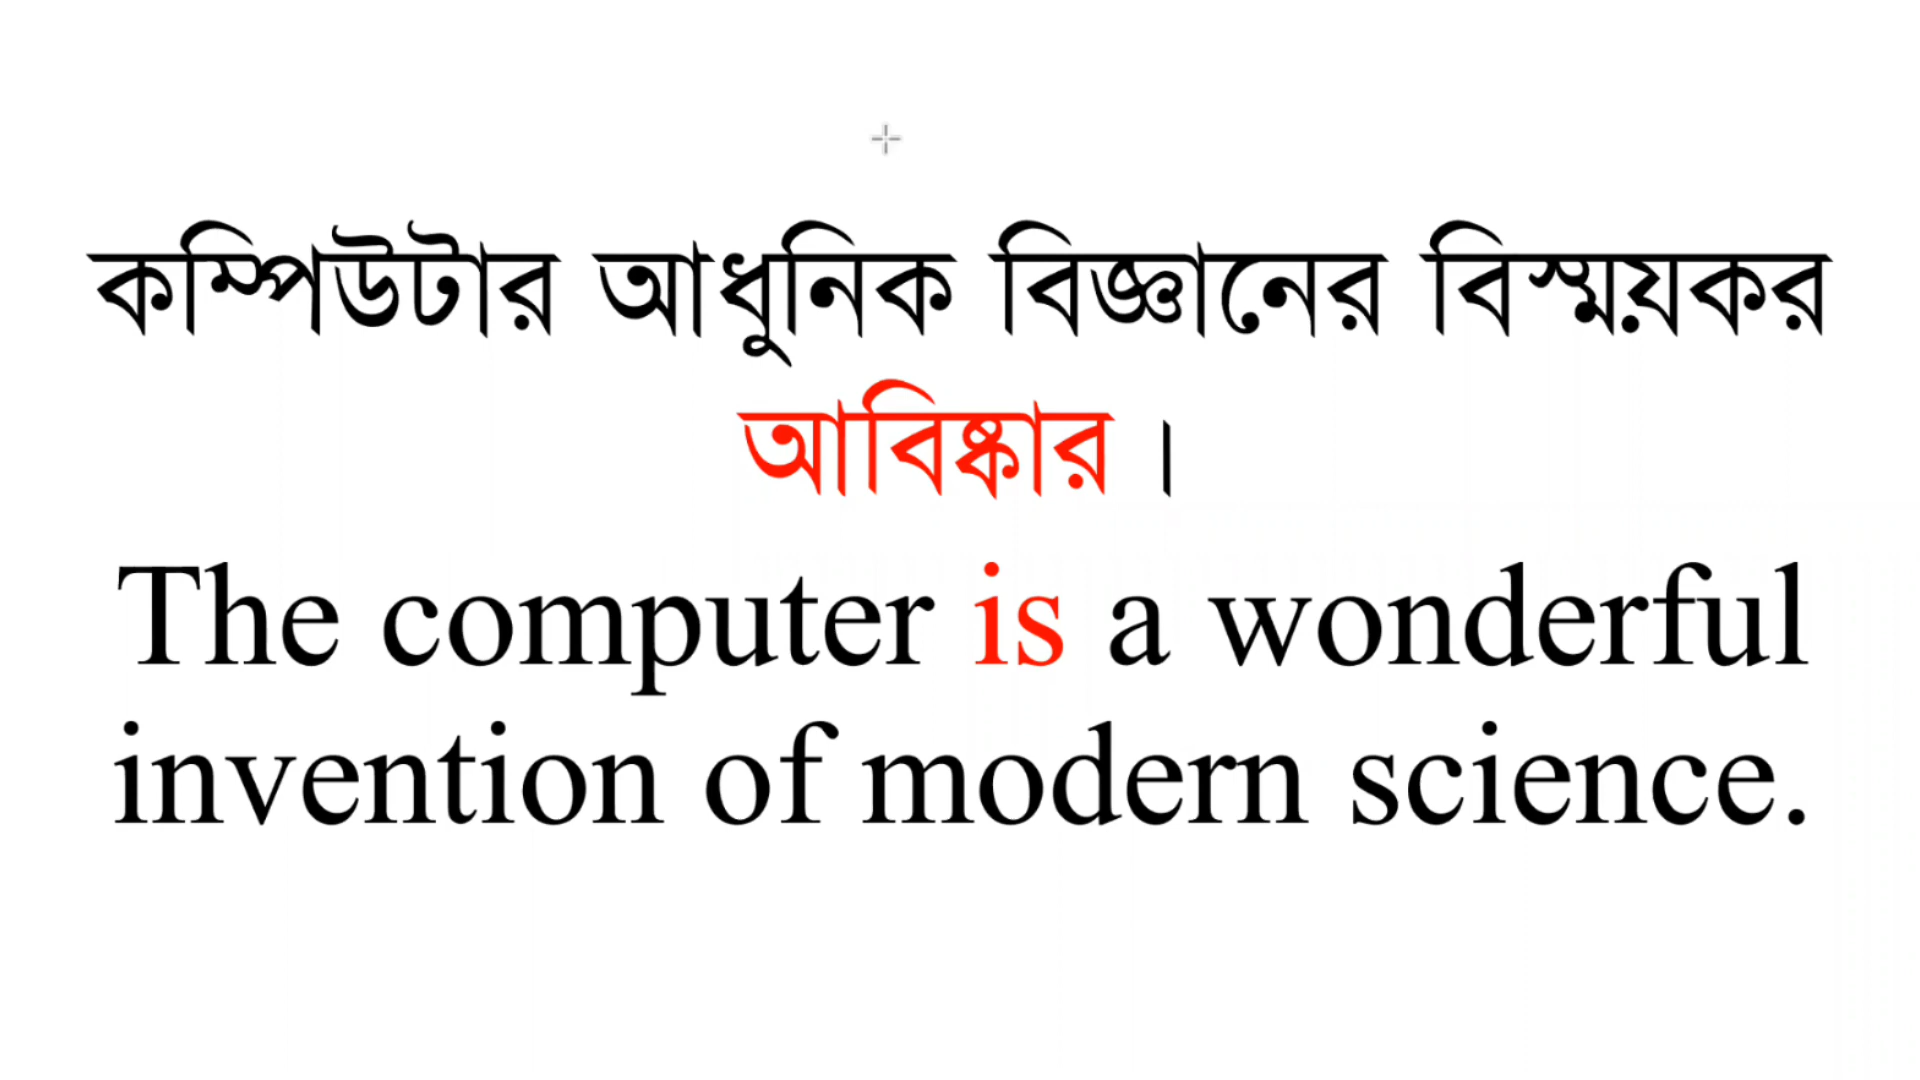 কম্পিউটার আধুনিক বিজ্ঞানের বিস্ময়কর
আবিষ্কার ।
The computer is a wonderful
invention of modern science.